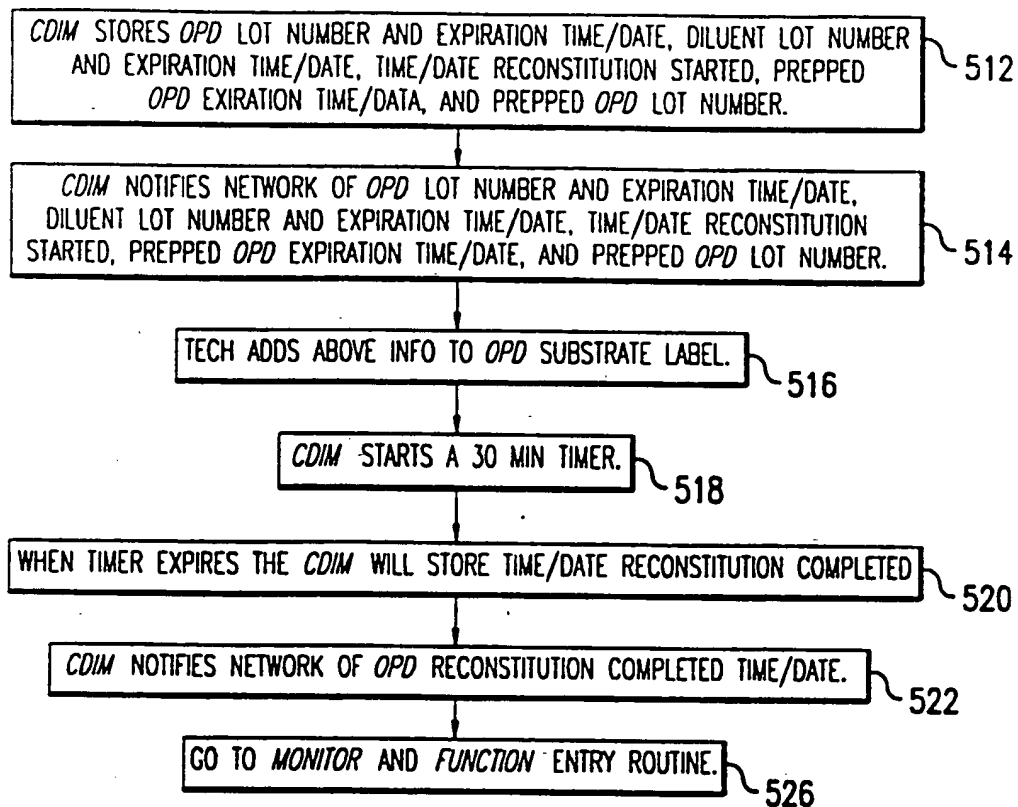 CDIM STORES OPD LOT NUMBER AND EXPIRATION TIME/DATE, DILUENT LOT NUMBER
AND EXPIRATION TIME/DATE, TIME/DATE RECONSTITUTION STARTED, PREPPED
OPD EXIRATION TIME/DATA, AND PREPPED OPD LOT NUMBER.
512
CDIM NOTIFIES NETWORK OF OPD LOT NUMBER AND EXPIRATION TIME/DATE,
DILUENT LOT NUMBER AND EXPIRATION TIME/DATE, TIME/DATE RECONSTITUTION
STARTED, PREPPED OPD EXPIRATION TIME/DATE, AND PREPPED OPD LOT NUMBER.
514
TECH ADDS ABOVE INFO TO OPD SUBSTRATE LABEL.
516
CDIM STARTS A 30 MIN TIMER.
518
WHEN TIMER EXPIRES THE CDIM WILL STORE TIME/DATE RECONSTITUTION COMPLETED
520
CDIM NOTIFIES NETWORK OF OPD RECONSTITUTION COMPLETED TIME/DATE.
522
GO TO MONITOR AND FUNCTION ENTRY ROUTINE.
526